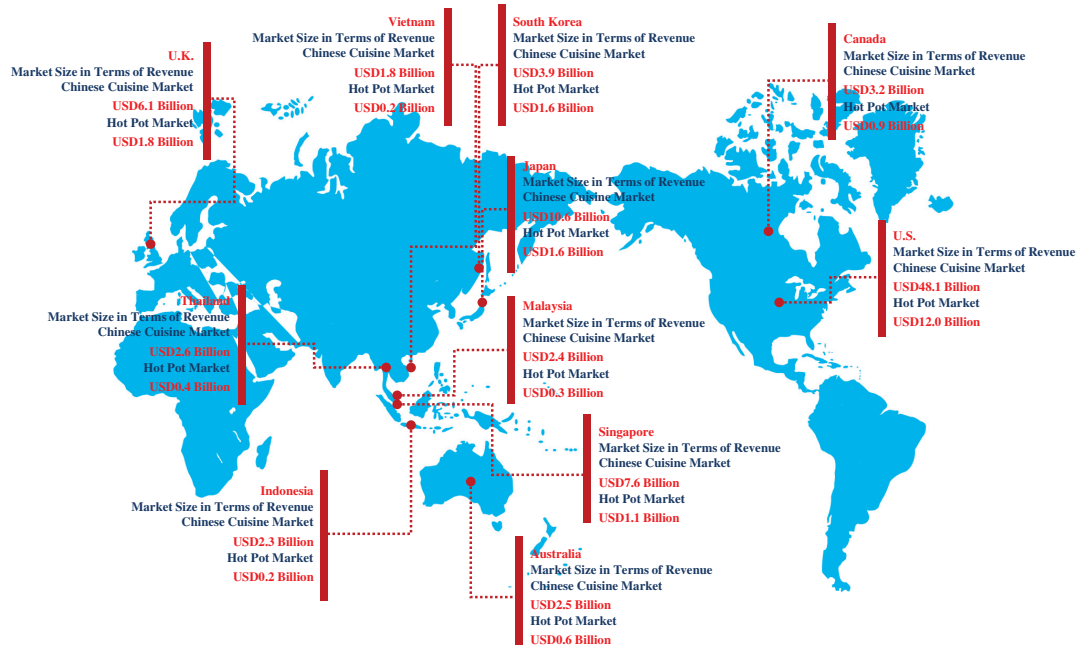 U.K.
Market Size in Terms of Revenue
Chinese Cuisine Market
USD6.1 Billion
Hot Pot Market
USD1.8 Billion
Vietnam
Market Size in Terms of Revenue
Chinese Cuisine Market
USD1.8 Billion
Hot Pot Market
USD0.2 Billion
South Korea
Market Size in Terms of Revenue
Chinese Cuisine Market
USD3.9 Billion
Hot Pot Market
USD1.6 Billion
Canada
Market Size in Terms of Revenue
Chinese Cuisine Market
USD3.2 Billion
Hot Pot Market
USD0.9 Billion
Japan
Market Size in Terms of Revenue
Chinese Cuisine Market
USD10.6 Billion
Hot Pot Market
USD1.6 Billion
U.S.
Market Size in Terms of Revenue
Chinese Cuisine Market
USD48.1 Billion
Hot Pot Market
USD12.0 Billion
Thailand
Market Size in Terms of Revenue
Chinese Cuisine Market
USD2.6 Billion
Hot Pot Market
USD0.4 Billion
Malaysia
Market Size in Terms of Revenue
Chinese Cuisine Market
USD2.4 Billion
Hot Pot Market
USD0.3 Billion
Singapore
Market Size in Terms of Revenue
Chinese Cuisine Market
USD7.6 Billion
Hot Pot Market
USD1.1 Billion
Indonesia
Market Size in Terms of Revenue
Chinese Cuisine Market
USD2.3 Billion
Hot Pot Market
USD0.2 Billion
Australia
Market Size in Terms of Revenue
Chinese Cuisine Market
USD2.5 Billion
Hot Pot Market
USD0.6 Billion